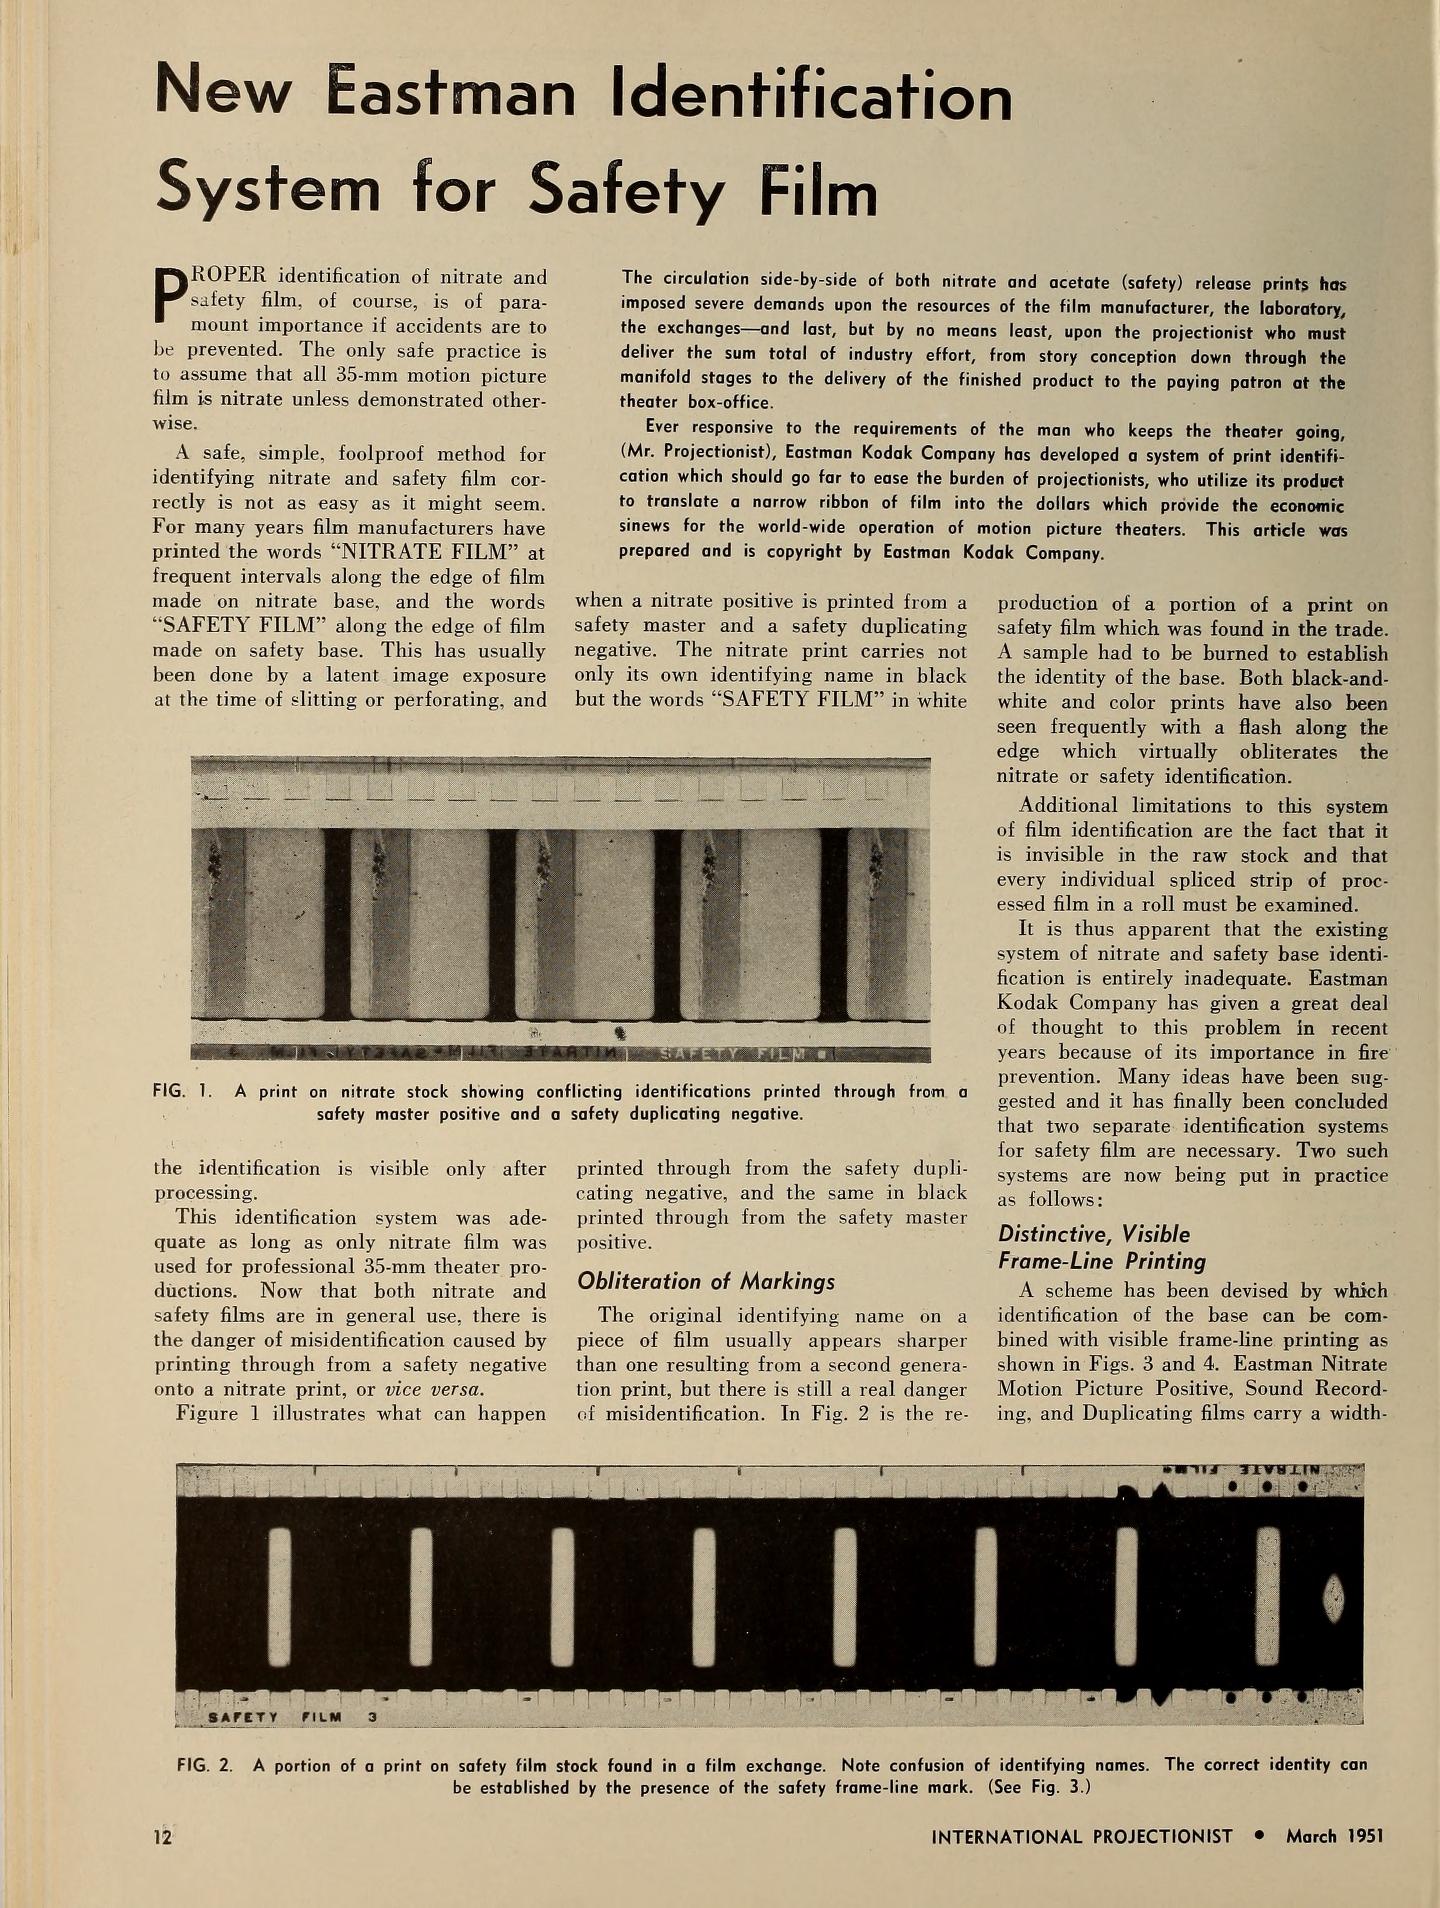 New Eastman Identification
System for Safety Film
PROPER identification of nitrate and
safety film, of course, is of para-
mount importance if accidents are to
be prevented. The only safe practice is
to assume that all 35-mm motion picture
film is nitrate unless demonstrated other-
wise.
A safe, simple, foolproof method for
identifying nitrate and safety film cor-
rectly is not as easy as it might seem.
For many years film manufacturers have
printed the words “NITRATE FILM” at
frequent intervals along the edge of film
made on nitrate base, and the words
“SAFETY FILM” along the edge of film
made on safety base. This has usually
been done by a latent image exposure
at the time of slitting or perforating, and
The circulation side-by-side of both nitrate and acetate (safety) release prints has
imposed severe demands upon the resources of the film manufacturer, the laboratory,
the exchanges—and last, but by no means least, upon the projectionist who must
deliver the sum total of industry effort, from story conception down through the
manifold stages to the delivery of the finished product to the paying patron at the
theater box-office.
Ever responsive to the requirements of the man who keeps the theater going,
(Mr. Projectionist), Eastman Kodak Company has developed a system of print identifi-
cation which should go far to ease the burden of projectionists, who utilize its product
to translate a narrow ribbon of film into the dollars which provide the economic
sinews for the world-wide operation of motion picture theaters. This article was
prepared and is copyright by Eastman Kodak Company.
when a nitrate positive is printed from a
safety master and a safety duplicating
negative. The nitrate print carries not
only its own identifying name in black
but the words “SAFETY FILM” in white
SAFETY FILM
FIG. 1. A print on nitrate stock showing conflicting identifications printed through from a
safety master positive and a safety duplicating negative.
the identification is visible only after
processing.
This identification system was ade-
quate as long as only nitrate film was
used for professional 35-mm theater pro-
ductions. Now that both nitrate and
safety films are in general use, there is
the danger of misidentification caused by
printing through from a safety negative
onto a nitrate print, or vice versa.
Figure 1 illustrates what can happen
printed through from the safety dupli-
cating negative, and the same in black
printed through from the safety master
positive.
Obliteration of Markings
The original identifying name on a
piece of film usually appears sharper
than one resulting from a second genera-
tion print, but there is still a real danger
of misidentification. In Fig. 2 is the re-
production of a portion of a print on
safety film which was found in the trade.
A sample had to be burned to establish
the identity of the base. Both black-and-
white and color prints have also been
seen frequently with a flash along the
edge which virtually obliterates the
nitrate or safety identification.
Additional limitations to this system
of film identification are the fact that it
is invisible in the raw stock and that
every individual spliced strip of proc-
essed film in a roll must be examined.
It is thus apparent that the existing
system of nitrate and safety base identi-
fication is entirely inadequate. Eastman
Kodak Company has given a great deal
of thought to this problem in recent
years because of its importance in fire
prevention. Many ideas have been sug-
gested and it has finally been concluded
that two separate identification systems
for safety film are necessary. Two such
systems are now being put in practice
as follows:
Distinctive, Visible
Frame-Line Printing
A scheme has been devised by which
identification of the base can be com-
bined with visible frame-line printing as
shown in Figs. 3 and 4. Eastman Nitrate
Motion Picture Positive, Sound Record-
ing, and Duplicating films carry a width-
NITRATE FILM
SAFETY FILM 3
FIG. 2. A portion of a print on safety film stock found in a film exchange. Note confusion of identifying names. The correct identity can
be established by the presence of the safety frame-line mark. (See Fig. 3.)
12
INTERNATIONAL PROJECTIONIST • March 1951